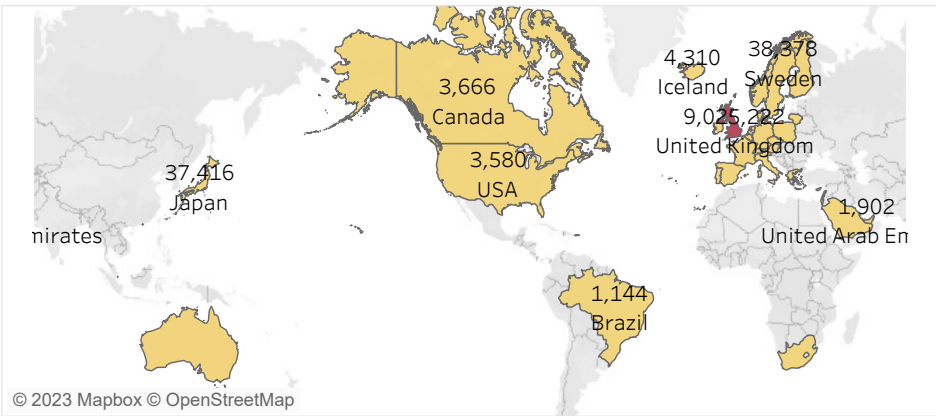 4,310
Iceland
38,378
Sweden
3,666
Canada
9,025,222
United Kingdom
3,580
USA
37,416
Japan
1,902
United Arab Em
mirates
1,144
Brazil
© 2023 Mapbox © OpenStreetMap